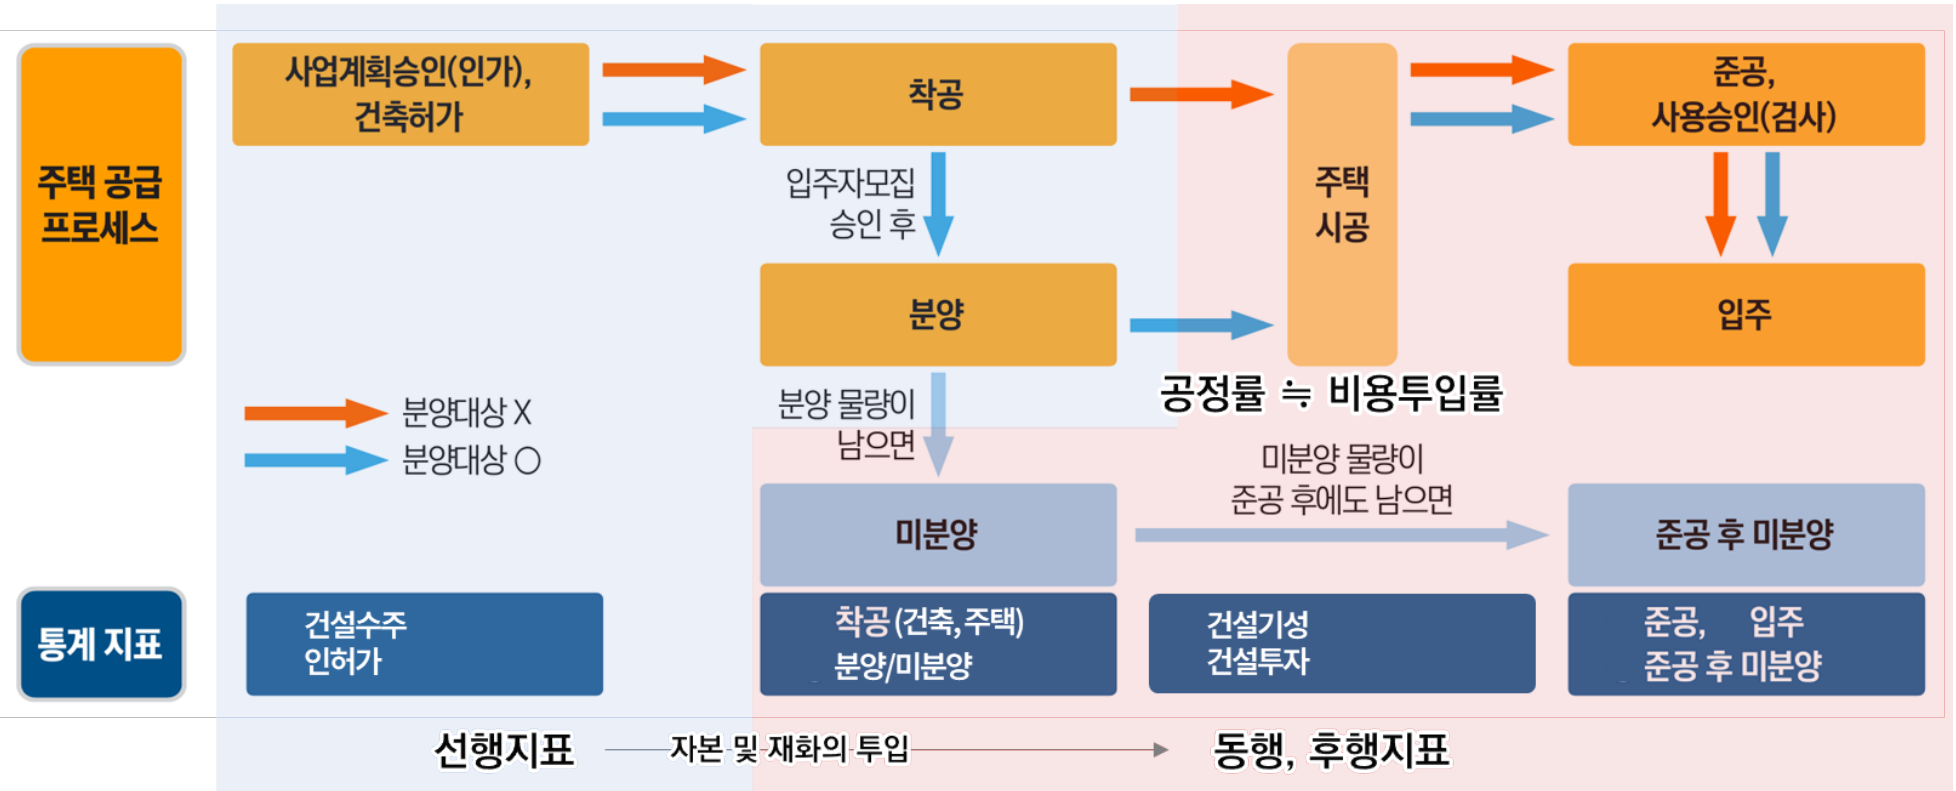 주택 공급
프로세스
사업계획승인(인가),
건축허가
착공
주택
시공
준공,
사용승인(검사)
입주자모집
승인 후
분양
입주
공정률 ≒ 비용투입률
분양대상 X
분양대상 ○
분양 물량이
남으면
미분양 물량이
준공 후에도 남으면
미분양
준공 후 미분양
통계 지표
건설수주
인허가
착공(건축, 주택)
분양/미분양
건설기성
건설투자
준공, 입주
준공 후 미분양
선행지표
자본 및 재화의 투입
동행, 후행지표